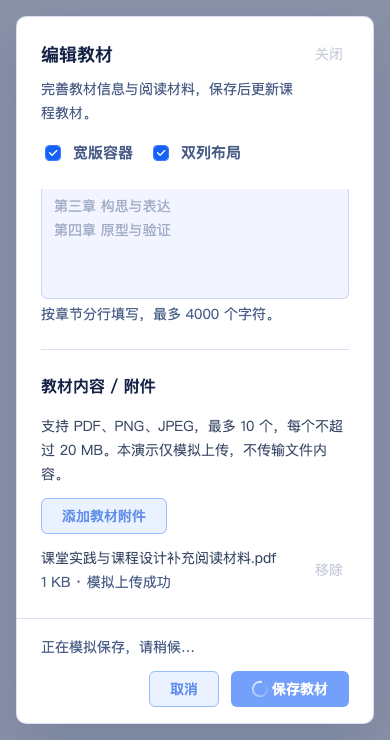 编辑教材
关闭
完善教材信息与阅读材料，保存后更新课
程教材。
宽版容器
双列布局
第三章 构思与表达
第四章 原型与验证
按章节分行填写，最多 4000 个字符。
教材内容 / 附件
支持 PDF、PNG、JPEG，最多 10 个，每个不超
过 20 MB。本演示仅模拟上传，不传输文件内
容。
添加教材附件
课堂实践与课程设计补充阅读材料.pdf
移除
1 KB · 模拟上传成功
正在模拟保存，请稍候…
取消
保存教材